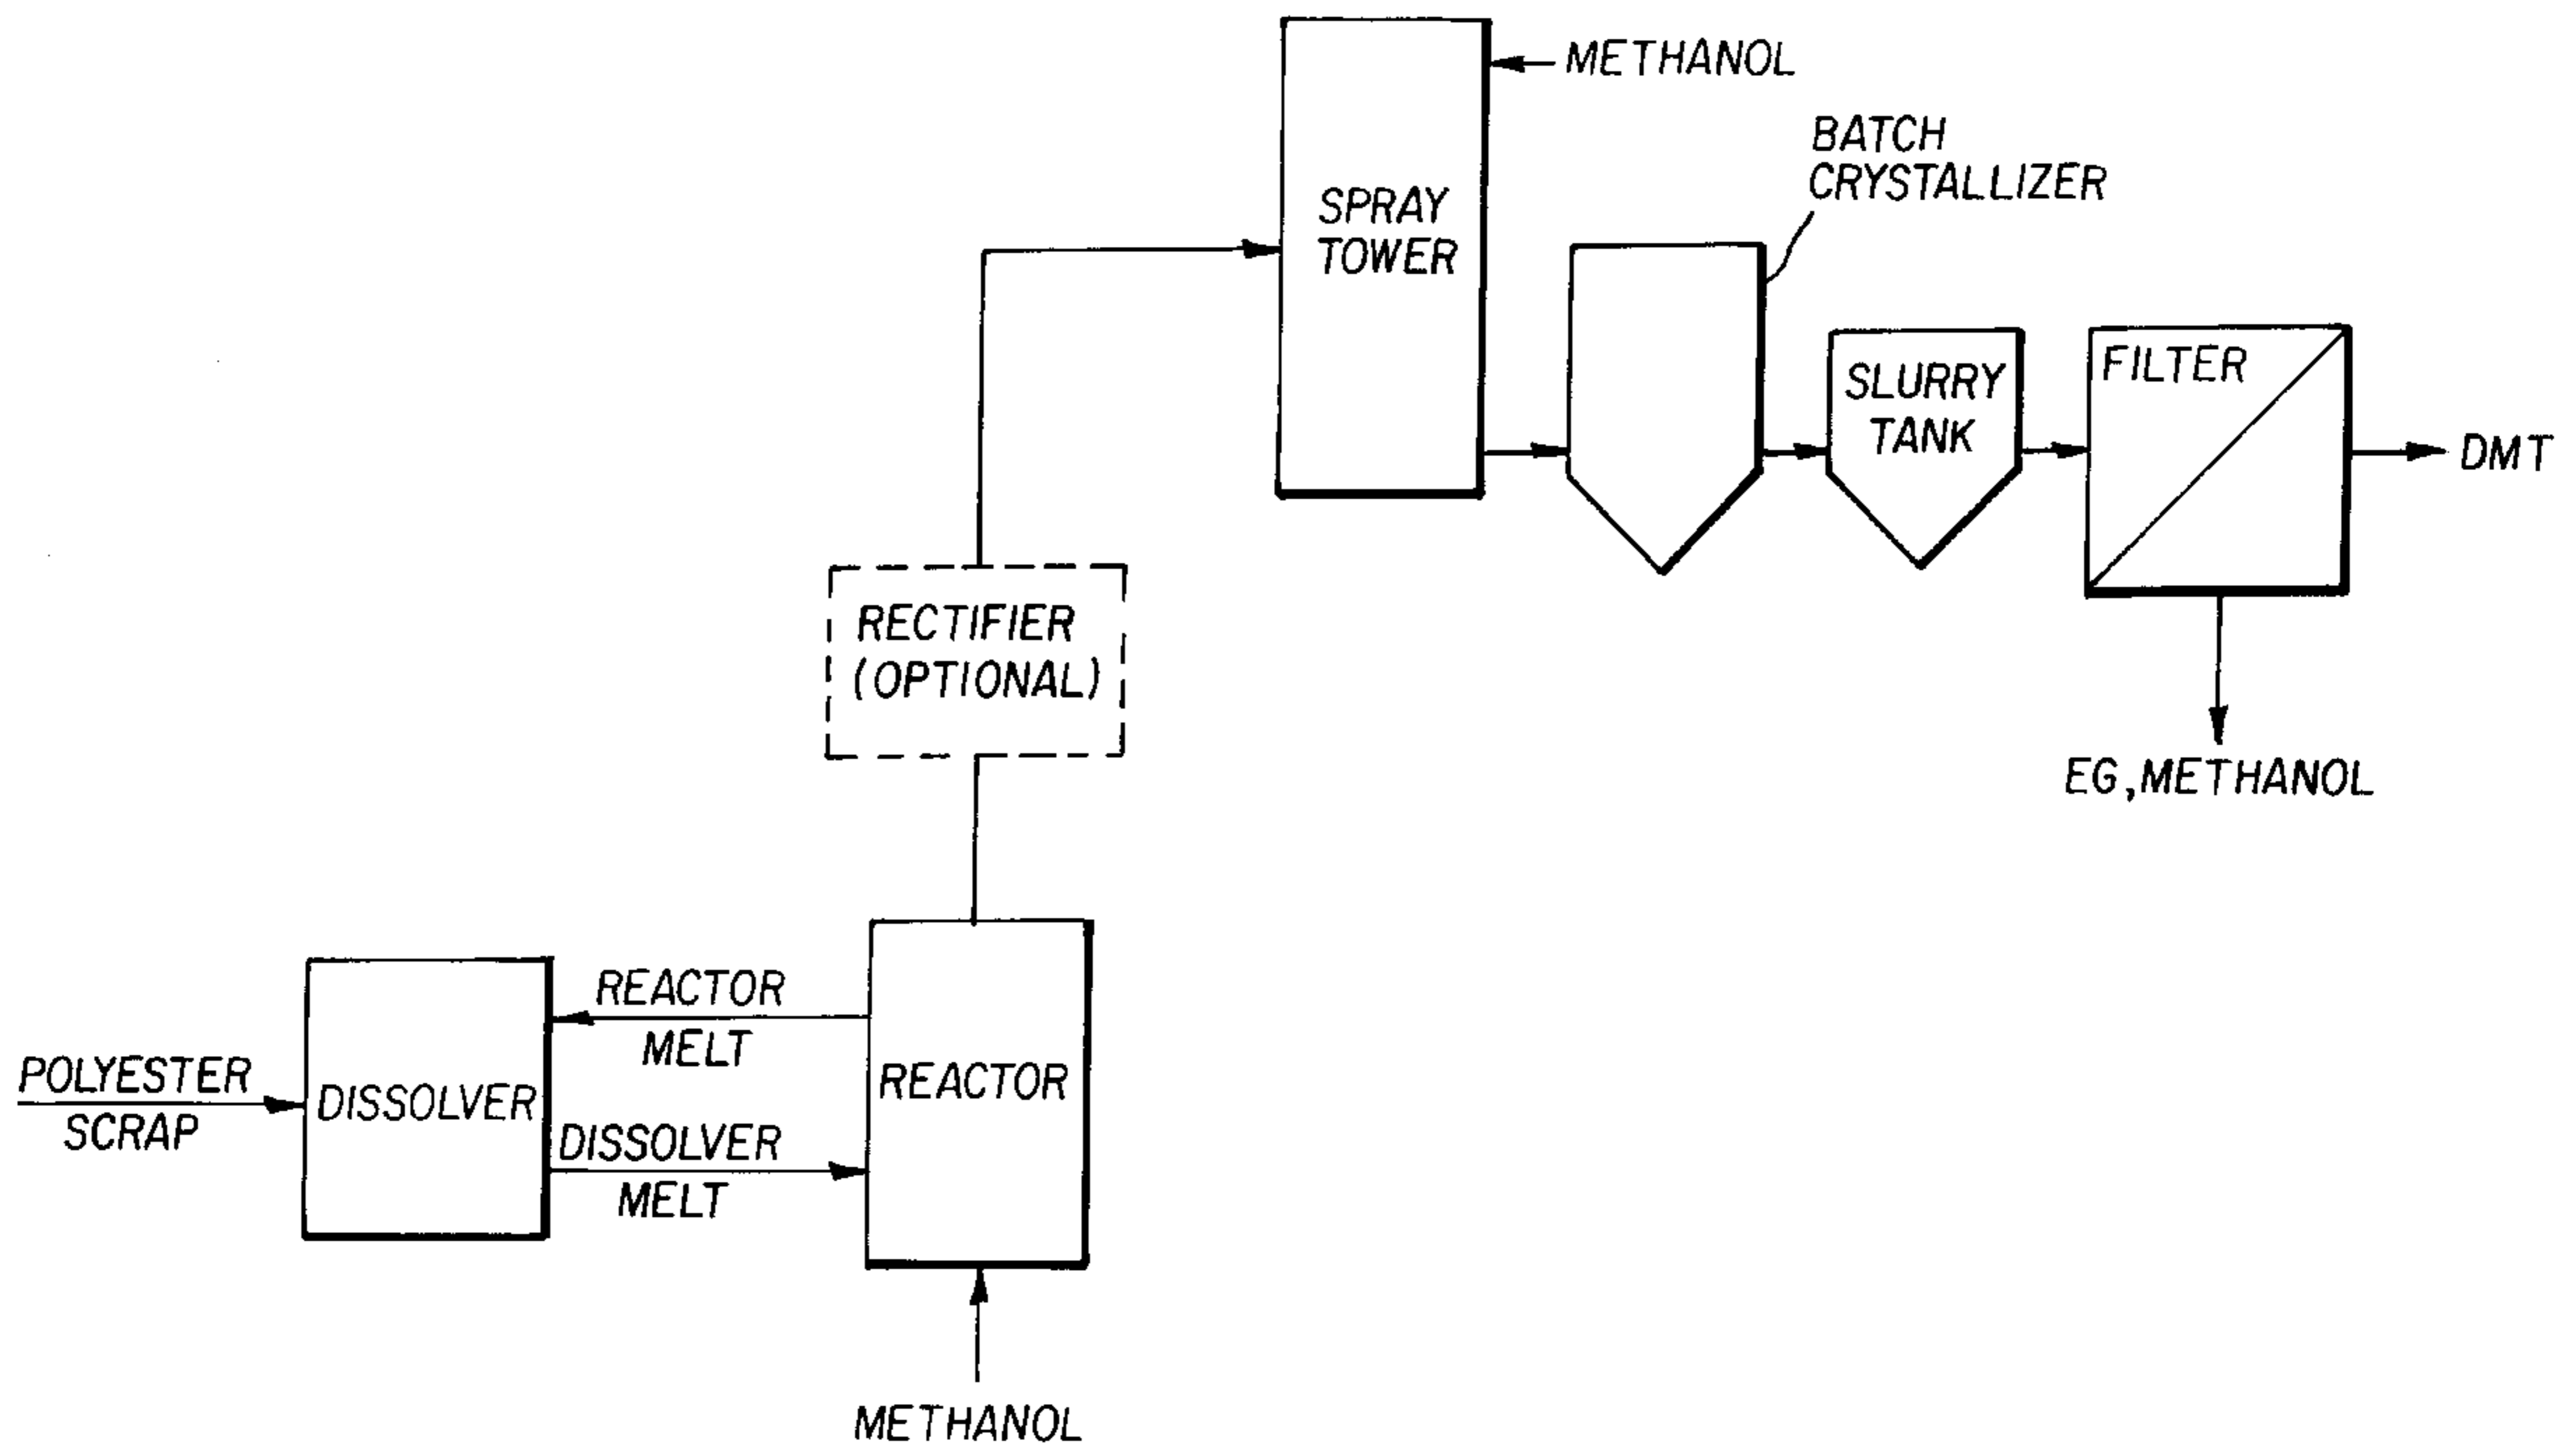 METHANOL
BATCH
CRYSTALLIZER
SPRAY
TOWER
FILTER
SLURRY
TANK
DMT
RECTIFIER
(OPTIONAL)
EG,METHANOL
REACTOR
MELT
POLYESTER
SCRAP
DISSOLVER
REACTOR
DISSOLVER
MELT
METHANOL